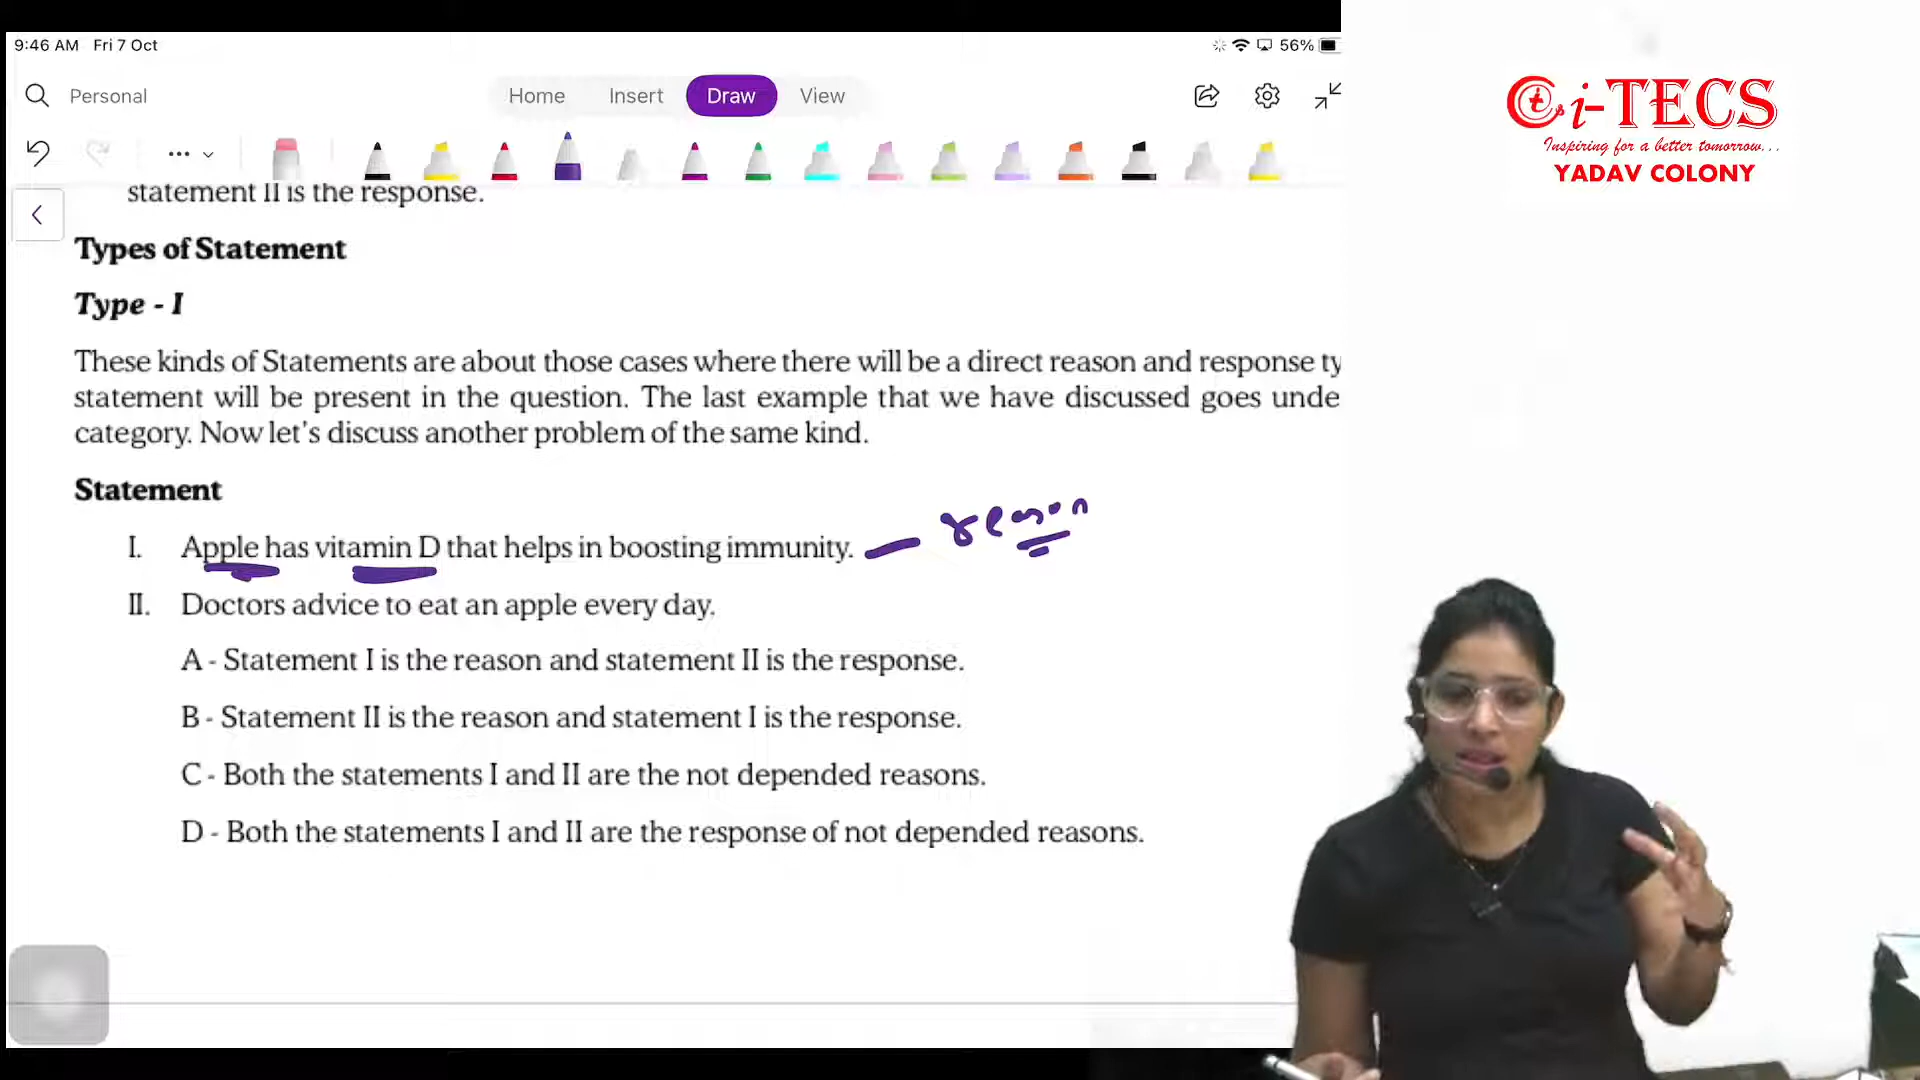 9:46 AM Fri 7 Oct
56%
Personal
Home Insert Draw View
i-TECS
Inspiring for a better tomorrow...
YADAV COLONY
statement II is the response.
Types of Statement
Type - I
These kinds of Statements are about those cases where there will be a direct reason and response ty
statement will be present in the question. The last example that we have discussed goes unde
category. Now let's discuss another problem of the same kind.
Statement
I. Apple has vitamin D that helps in boosting immunity. — reason
II. Doctors advice to eat an apple every day.
A - Statement I is the reason and statement II is the response.
B - Statement II is the reason and statement I is the response.
C - Both the statements I and II are the not depended reasons.
D - Both the statements I and II are the response of not depended reasons.